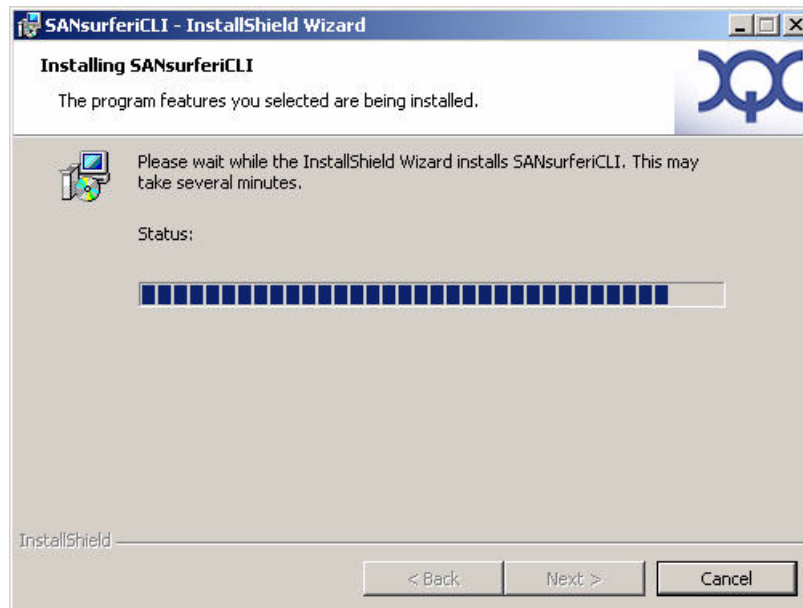 SANsurferiCLI - InstallShield Wizard
Installing SANsurferiCLI
The program features you selected are being installed.
Please wait while the InstallShield Wizard installs SANsurferiCLI. This may
take several minutes.
Status:
InstallShield
< Back
Next >
Cancel